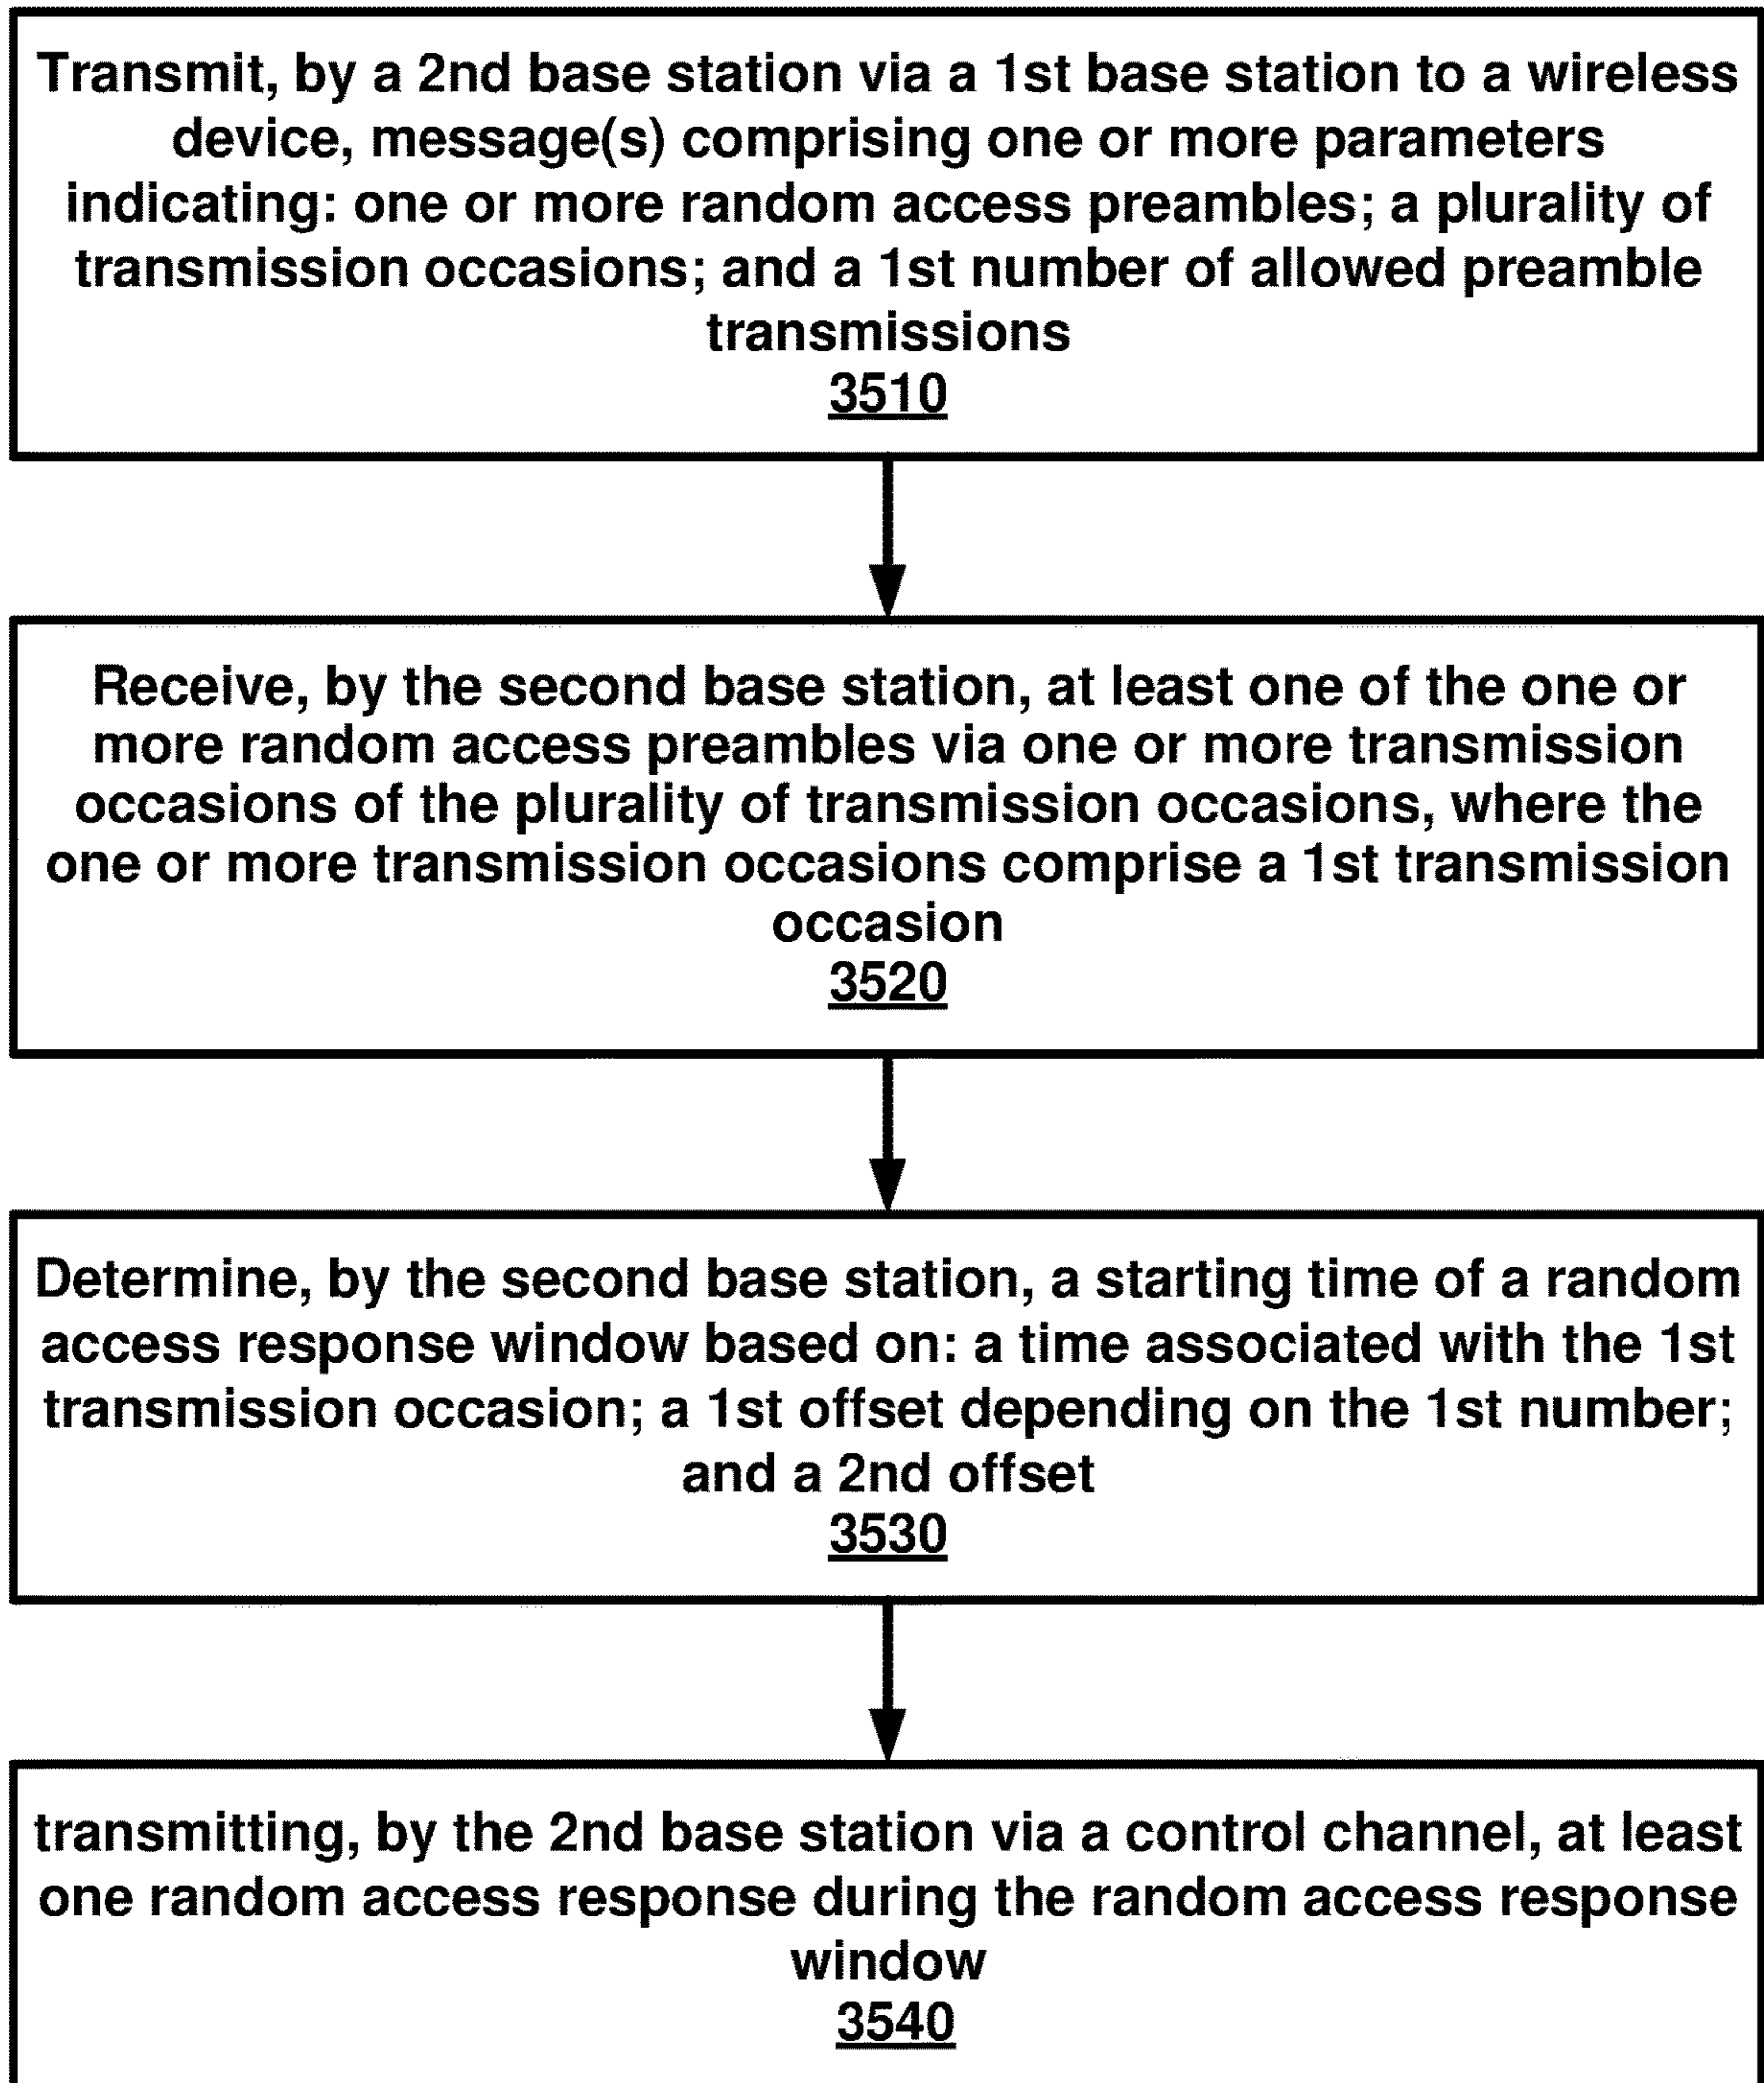 Transmit, by a 2nd base station via a 1st base station to a wireless
device, message(s) comprising one or more parameters
indicating: one or more random access preambles; a plurality of
transmission occasions; and a 1st number of allowed preamble
transmissions
3510
Receive, by the second base station, at least one of the one or
more random access preambles via one or more transmission
occasions of the plurality of transmission occasions, where the
one or more transmission occasions comprise a 1st transmission
occasion
3520
Determine, by the second base station, a starting time of a random
access response window based on: a time associated with the 1st
transmission occasion; a 1st offset depending on the 1st number;
and a 2nd offset
3530
transmitting, by the 2nd base station via a control channel, at least
one random access response during the random access response
window
3540